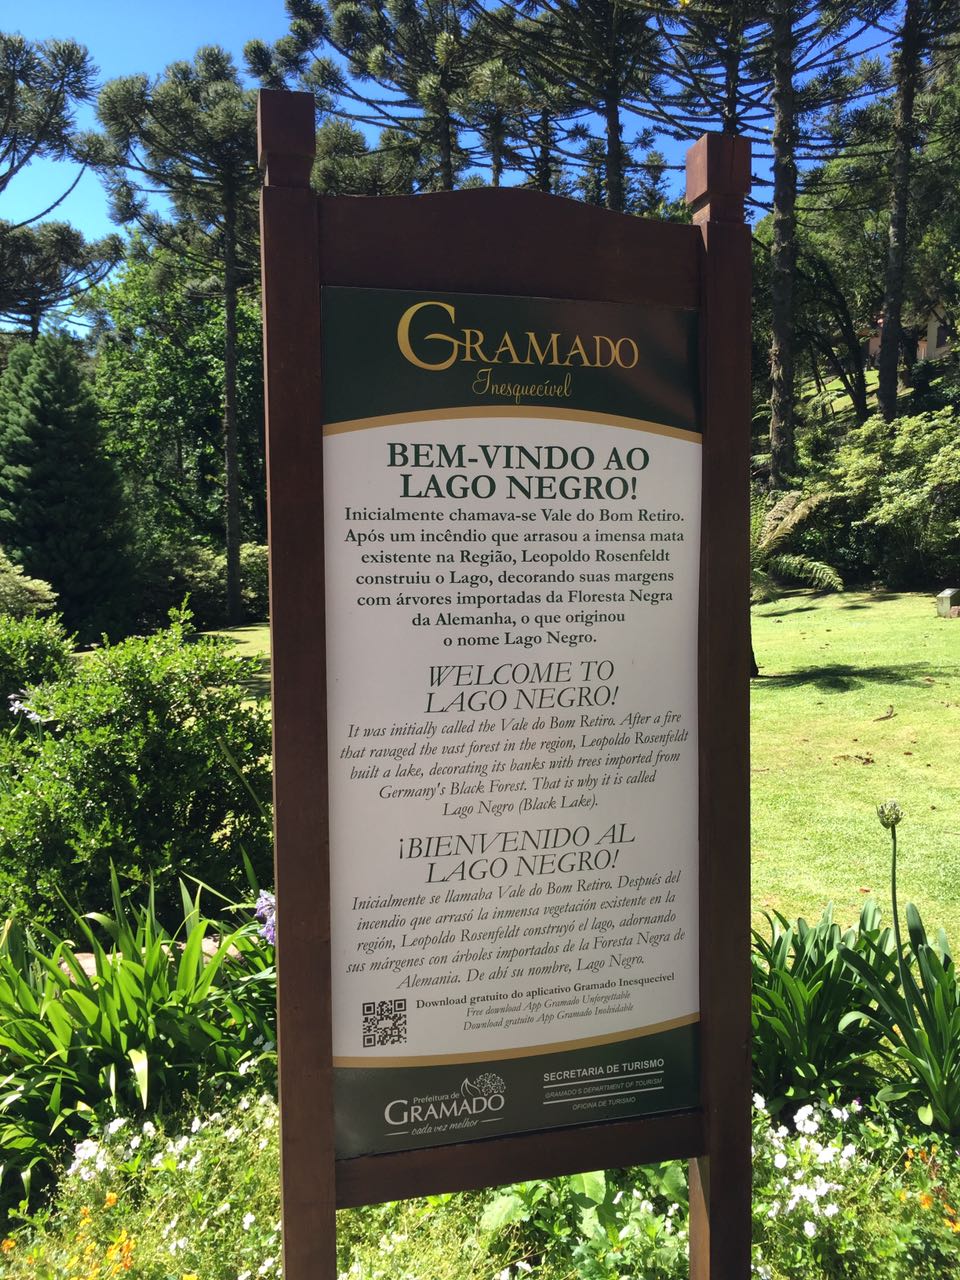 GRAMADO
Inesquecível
BEM-VINDO AO
LAGO NEGRO!
Inicialmente chamava-se Vale do Bom Retiro.
Após um incêndio que arrasou a imensa mata
existente na Região, Leopoldo Rosenfeldt
construiu o Lago, decorando suas margens
com árvores importadas da Floresta Negra
da Alemanha, o que originou
o nome Lago Negro.
WELCOME TO
LAGO NEGRO!
It was initially called the Vale do Bom Retiro. After a fire
that ravaged the vast forest in the region, Leopoldo Rosenfeldt
built a lake, decorating its banks with trees imported from
Germany's Black Forest. That is why it is called
Lago Negro (Black Lake).
¡BIENVENIDO AL
LAGO NEGRO!
Inicialmente se llamaba Vale do Bom Retiro. Después del
incendio que arrasó la inmensa vegetación existente en la
región, Leopoldo Rosenfeldt construyó el lago, adornando
sus márgenes con árboles importados de la Foresta Negra de
Alemania. De ahí su nombre, Lago Negro.
Download gratuito do aplicativo Gramado Inesquecível
Free download App Gramado Unforgettable
Download gratuito App Gramado Inolvidable
Prefeitura de
GRAMADO
cada vez melhor
SECRETARIA DE TURISMO
GRAMADO'S DEPARTMENT OF TOURISM
OFICINA DE TURISMO